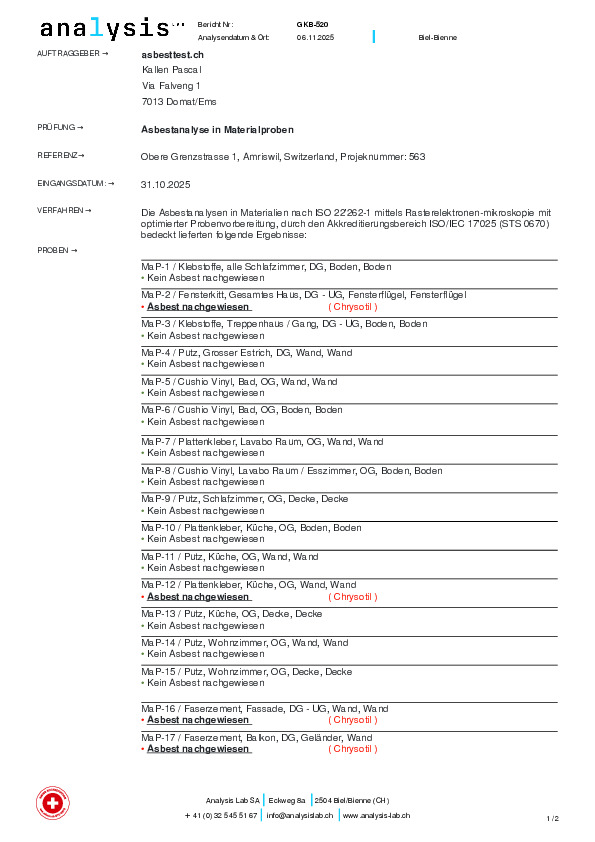 analysis
Bericht Nr: GKB-520
Analysendatum & Ort: 06.11.2025 Biel-Bienne
AUFTRAGGEBER → asbesttest.ch
Kallen Pascal
Via Falveng 1
7013 Domat/Ems
PRÜFUNG → Asbestanalyse in Materialproben
REFERENZ→ Obere Grenzstrasse 1, Amriswil, Switzerland, Projeknummer: 563
EINGANGSDATUM: → 31.10.2025
VERFAHREN → Die Asbestanalysen in Materialien nach ISO 22'262-1 mittels Rasterelektronen-mikroskopie mit
optimierter Probenvorbereitung, durch den Akkreditierungsbereich ISO/IEC 17'025 (STS 0670)
bedeckt lieferten folgende Ergebnisse:
PROBEN →
MaP-1 / Klebstoffe, alle Schlafzimmer, DG, Boden, Boden
• Kein Asbest nachgewiesen
MaP-2 / Fensterkitt, Gesamtes Haus, DG - UG, Fensterflügel, Fensterflügel
• Asbest nachgewiesen ( Chrysotil )
MaP-3 / Klebstoffe, Treppenhaus / Gang, DG - UG, Boden, Boden
• Kein Asbest nachgewiesen
MaP-4 / Putz, Grosser Estrich, DG, Wand, Wand
• Kein Asbest nachgewiesen
MaP-5 / Cushio Vinyl, Bad, OG, Wand, Wand
• Kein Asbest nachgewiesen
MaP-6 / Cushio Vinyl, Bad, OG, Boden, Boden
• Kein Asbest nachgewiesen
MaP-7 / Plattenkleber, Lavabo Raum, OG, Wand, Wand
• Kein Asbest nachgewiesen
MaP-8 / Cushio Vinyl, Lavabo Raum / Esszimmer, OG, Boden, Boden
• Kein Asbest nachgewiesen
MaP-9 / Putz, Schlafzimmer, OG, Decke, Decke
• Kein Asbest nachgewiesen
MaP-10 / Plattenkleber, Küche, OG, Boden, Boden
• Kein Asbest nachgewiesen
MaP-11 / Putz, Küche, OG, Wand, Wand
• Kein Asbest nachgewiesen
MaP-12 / Plattenkleber, Küche, OG, Wand, Wand
• Asbest nachgewiesen ( Chrysotil )
MaP-13 / Putz, Küche, OG, Decke, Decke
• Kein Asbest nachgewiesen
MaP-14 / Putz, Wohnzimmer, OG, Wand, Wand
• Kein Asbest nachgewiesen
MaP-15 / Putz, Wohnzimmer, OG, Decke, Decke
• Kein Asbest nachgewiesen
MaP-16 / Faserzement, Fassade, DG - UG, Wand, Wand
• Asbest nachgewiesen ( Chrysotil )
MaP-17 / Faserzement, Balkon, DG, Geländer, Wand
• Asbest nachgewiesen ( Chrysotil )
Analysis Lab SA | Eckweg 8a | 2504 Biel/Bienne (CH)
+ 41 (0) 32 545 51 67 | info@analysislab.ch | www.analysis-lab.ch
1 / 2